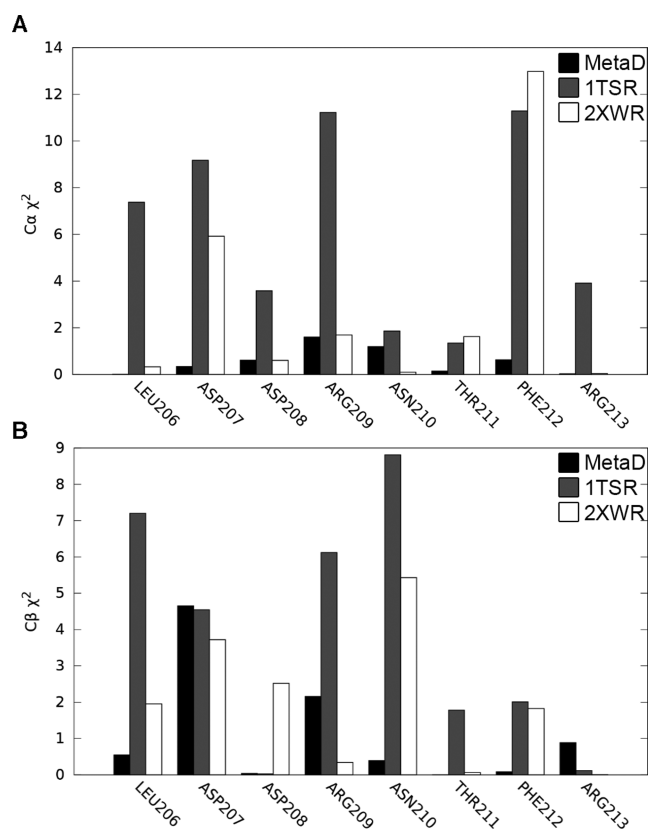 A
14
12
10
8
6
4
2
0
Cα χ²
MetaD
1TSR
2XWR
LEU206
ASP207
ASP208
ARG209
ASN210
THR211
PHE212
ARG213
B
9
8
7
6
5
4
3
2
1
0
Cβ χ²
MetaD
1TSR
2XWR
LEU206
ASP207
ASP208
ARG209
ASN210
THR211
PHE212
ARG213